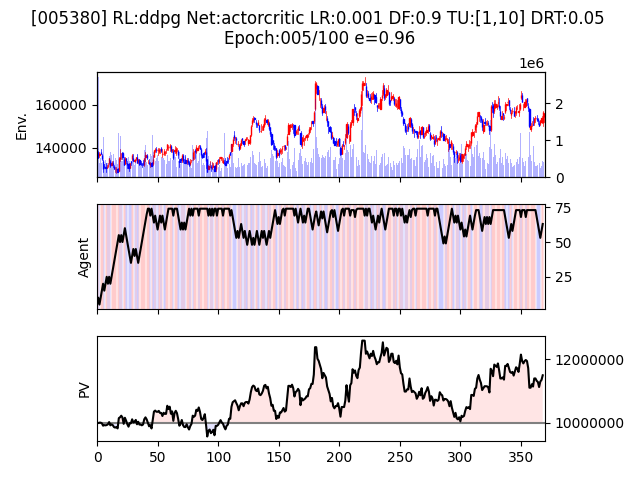 [005380] RL:ddpg Net:actorcritic LR:0.001 DF:0.9 TU:[1,10] DRT:0.05
Epoch:005/100 e=0.96
1e6
Env.
160000
140000
2
1
0
Agent
75
50
25
PV
12000000
10000000
0 50 100 150 200 250 300 350